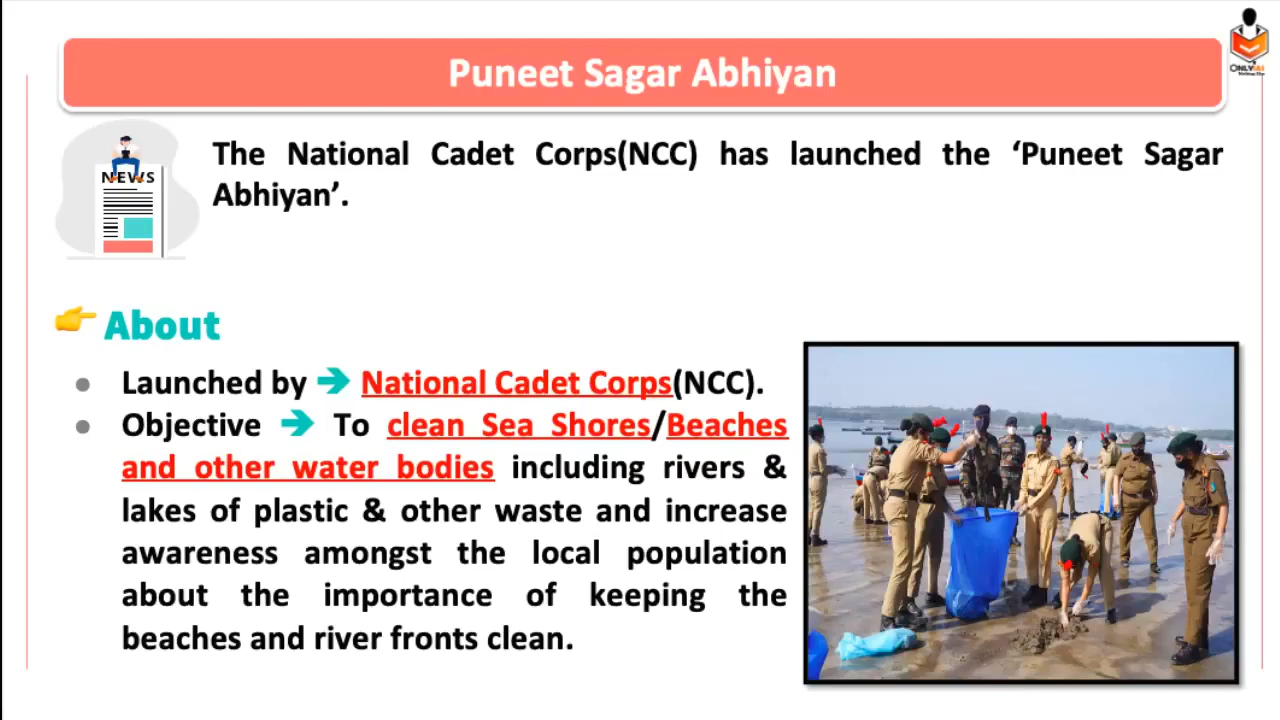 Puneet Sagar Abhiyan
ONLYIAS
NEWS
The National Cadet Corps(NCC) has launched the ‘Puneet Sagar
Abhiyan’.
About
Launched by ➔ National Cadet Corps(NCC).
Objective ➔ To clean Sea Shores/Beaches
and other water bodies including rivers &
lakes of plastic & other waste and increase
awareness amongst the local population
about the importance of keeping the
beaches and river fronts clean.